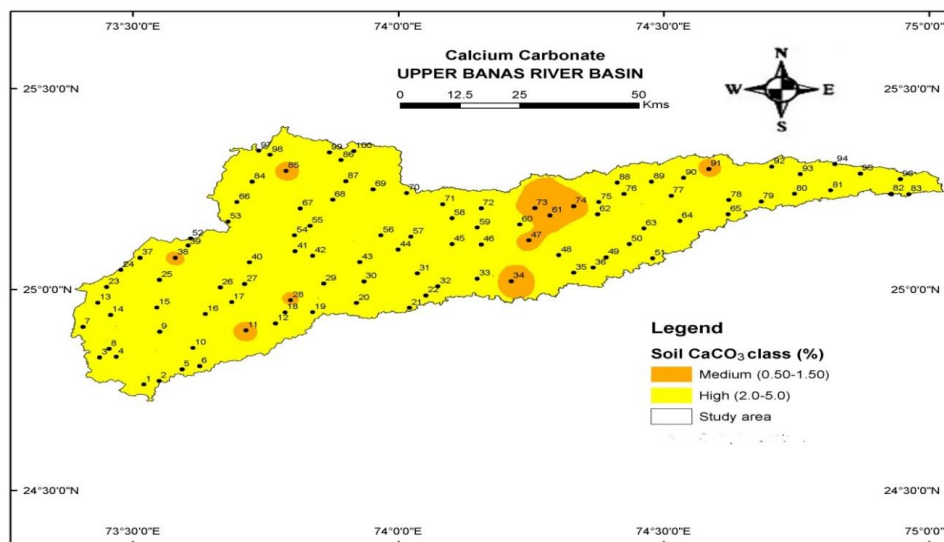 73°30'0"E 74°0'0"E 74°30'0"E 75°0'
Calcium Carbonate
UPPER BANAS RIVER BASIN
0 12.5 25 50
Kms
N
W E
S
25°30'0"N 25°30'0"N
97 98 99 100
85 86
84 87 88 89 90 91 92 93 94 95 96
66 67 68 69 70 71 72 73 74 75 76 77 78 79 80 81 82 83
53 54 55 56 57 58 59 60 61 62 63 64 65
37 38 39 52 40 41 42 43 44 45 46 47 48 49 50 51
23 24 25 26 27 28 29 30 31 32 33 34 35 36
25°0'0"N 25°0'0"N
13 14 15 16 17 18 19 20 21
7 8 9 10 11 12
3 4 5 6
1 2
Legend
Soil CaCO₃ class (%)
Medium (0.50-1.50)
High (2.0-5.0)
Study area
24°30'0"N 24°30'0"N
73°30'0"E 74°0'0"E 74°30'0"E 75°0'